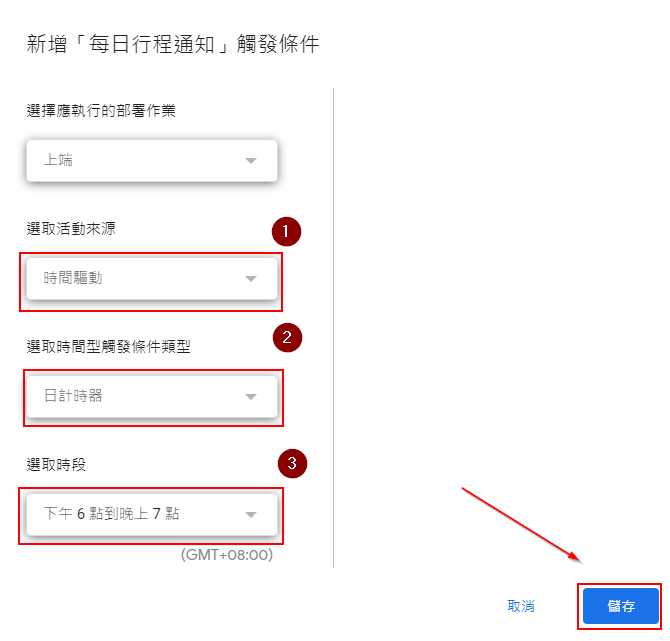 新增「每日行程通知」觸發條件
選擇應執行的部署作業
上端
選取活動來源
1
時間驅動
選取時間型觸發條件類型
2
日計時器
選取時段
3
下午 6 點到晚上 7 點
(GMT+08:00)
取消
儲存